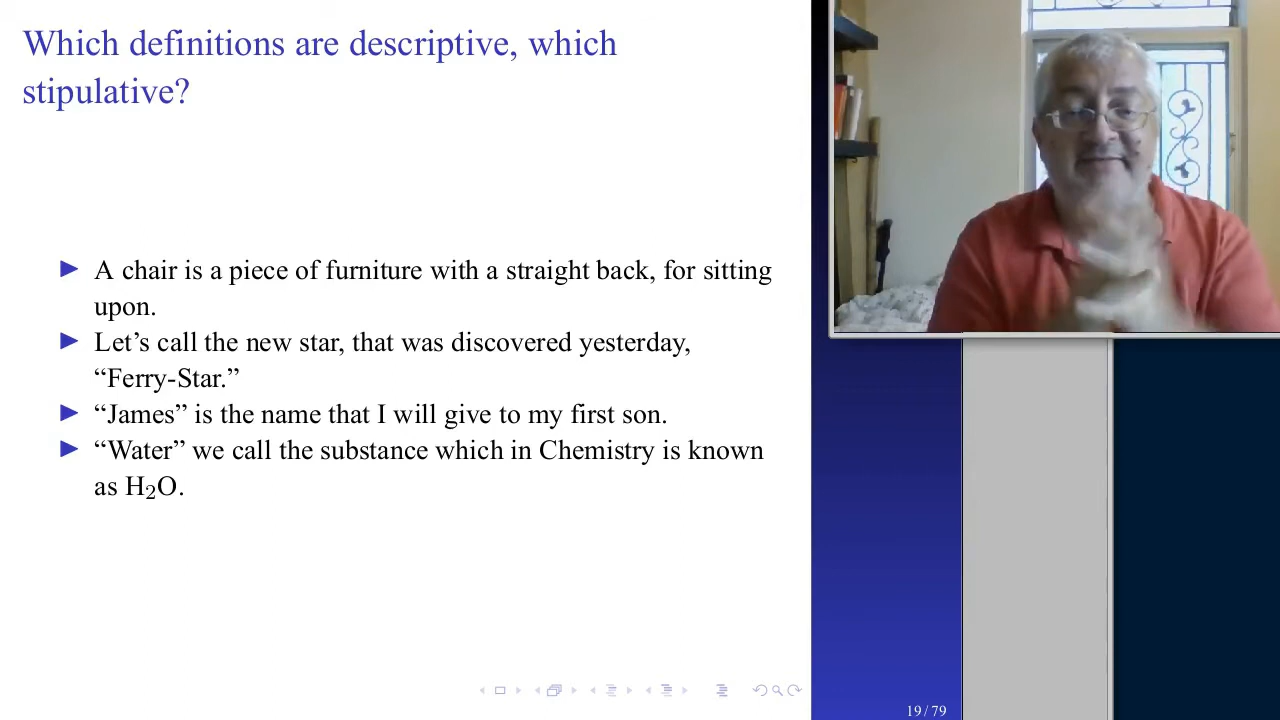 Which definitions are descriptive, which
stipulative?
▶ A chair is a piece of furniture with a straight back, for sitting
upon.
▶ Let’s call the new star, that was discovered yesterday,
“Ferry-Star.”
▶ “James” is the name that I will give to my first son.
▶ “Water” we call the substance which in Chemistry is known
as H₂O.
19/79